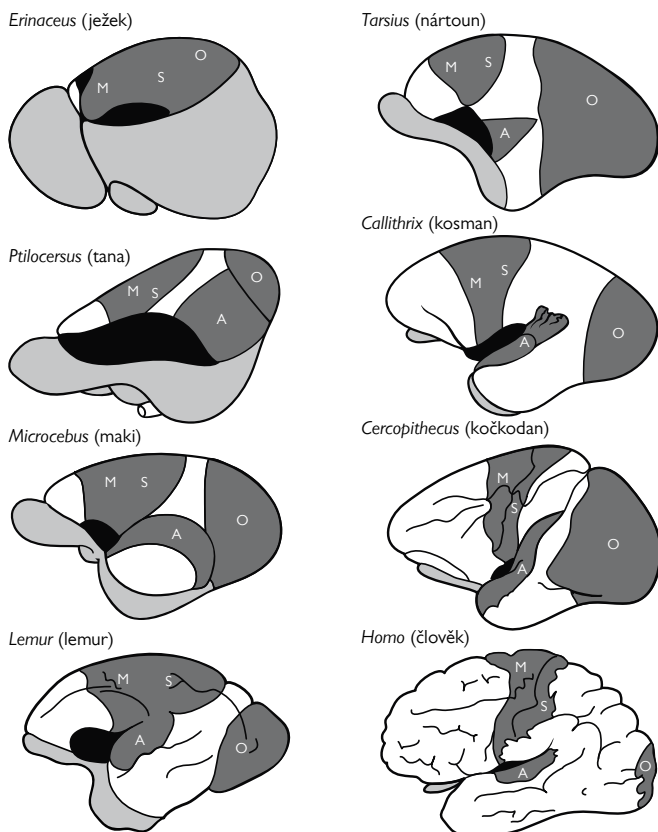 Erinaceus (ježek)
M S O
Ptilocersus (tana)
M S A O
Microcebus (maki)
M S A O
Lemur (lemur)
M S A O
Tarsius (nártoun)
M S A O
Callithrix (kosman)
M S A O
Cercopithecus (kočkodan)
M S A O
Homo (člověk)
M S A O